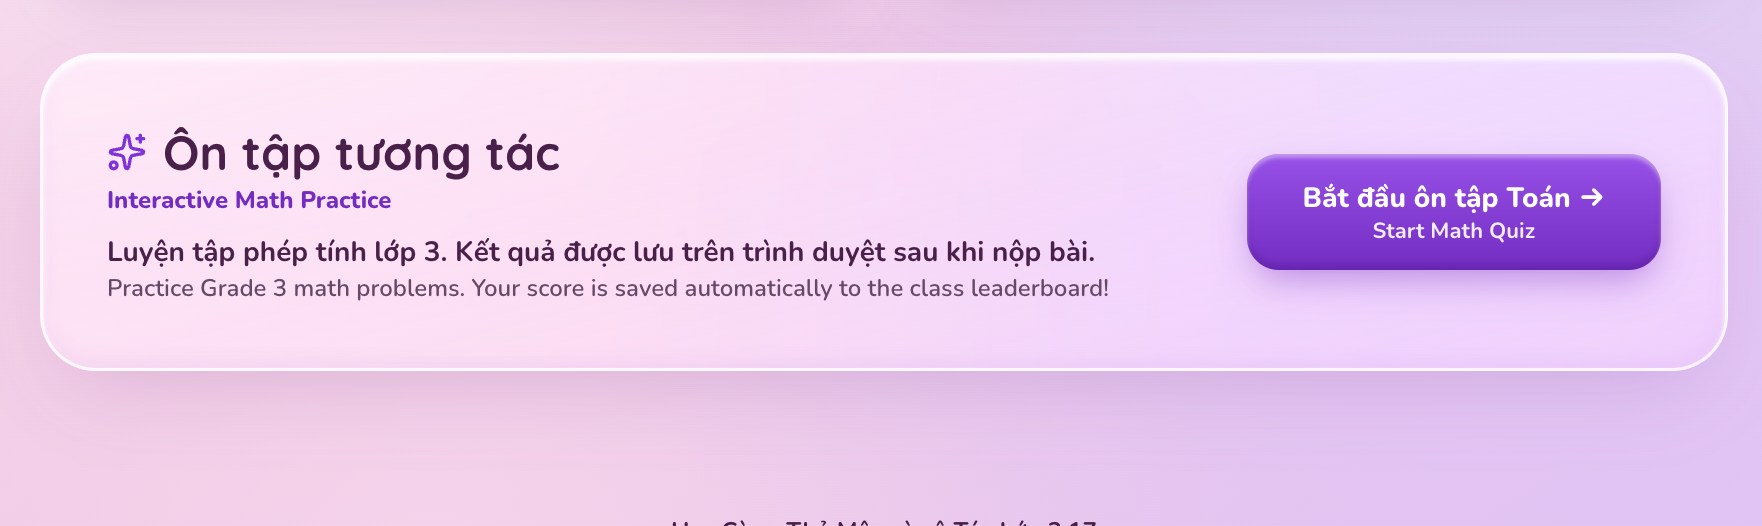 Ôn tập tương tác
Interactive Math Practice
Luyện tập phép tính lớp 3. Kết quả được lưu trên trình duyệt sau khi nộp bài.
Practice Grade 3 math problems. Your score is saved automatically to the class leaderboard!
Bắt đầu ôn tập Toán →
Start Math Quiz